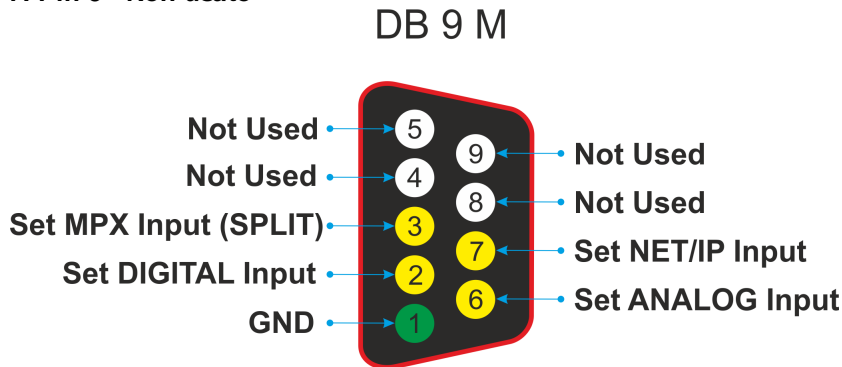 DB 9 M
Not Used
5
9
Not Used
Not Used
4
8
Not Used
Set MPX Input (SPLIT)
3
7
Set NET/IP Input
Set DIGITAL Input
2
6
Set ANALOG Input
GND
1